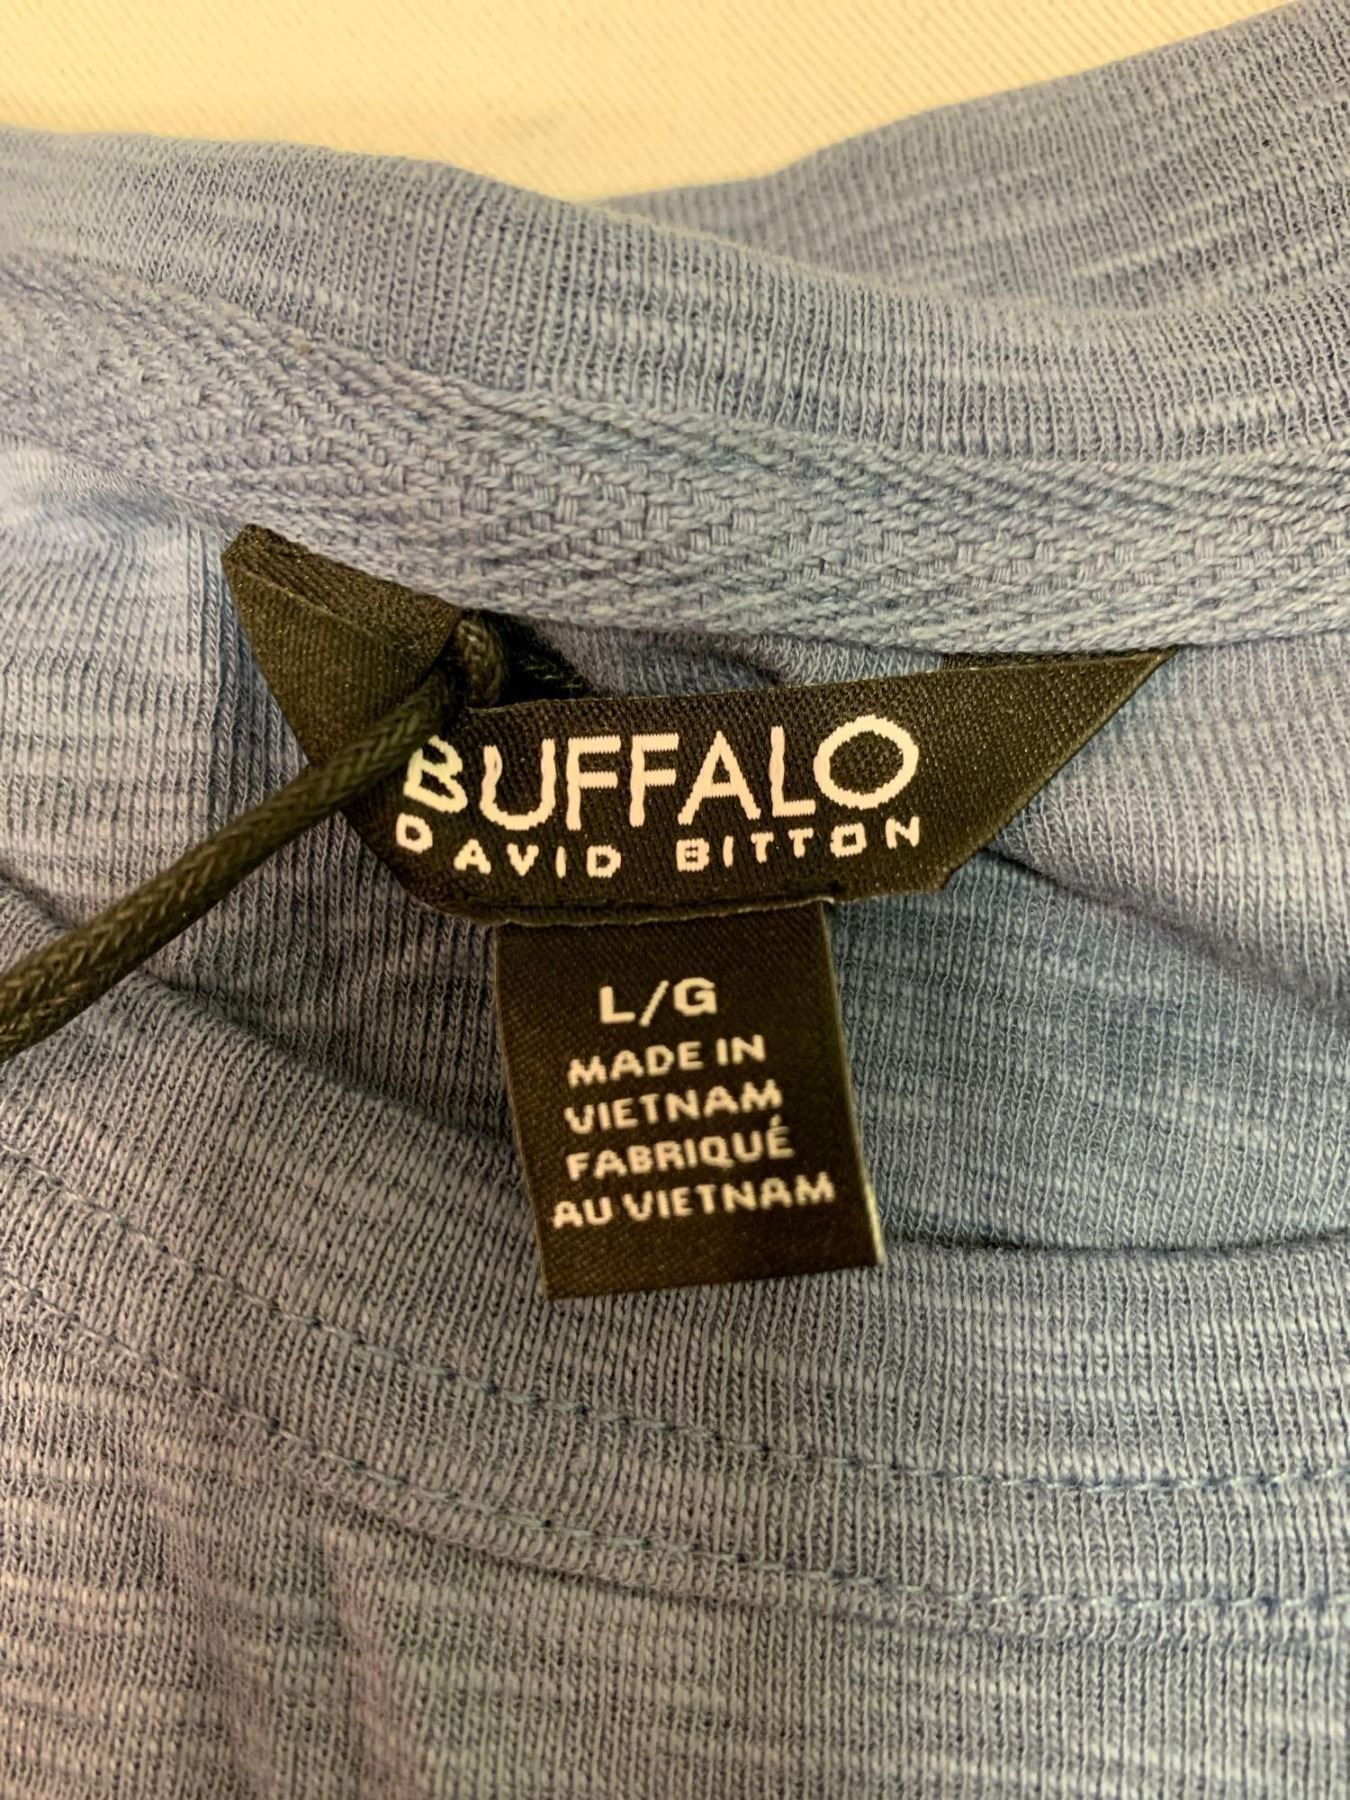 BUFFALO
DAVID BITTON
L/G
MADE IN
VIETNAM
FABRIQUÉ
AU VIETNAM